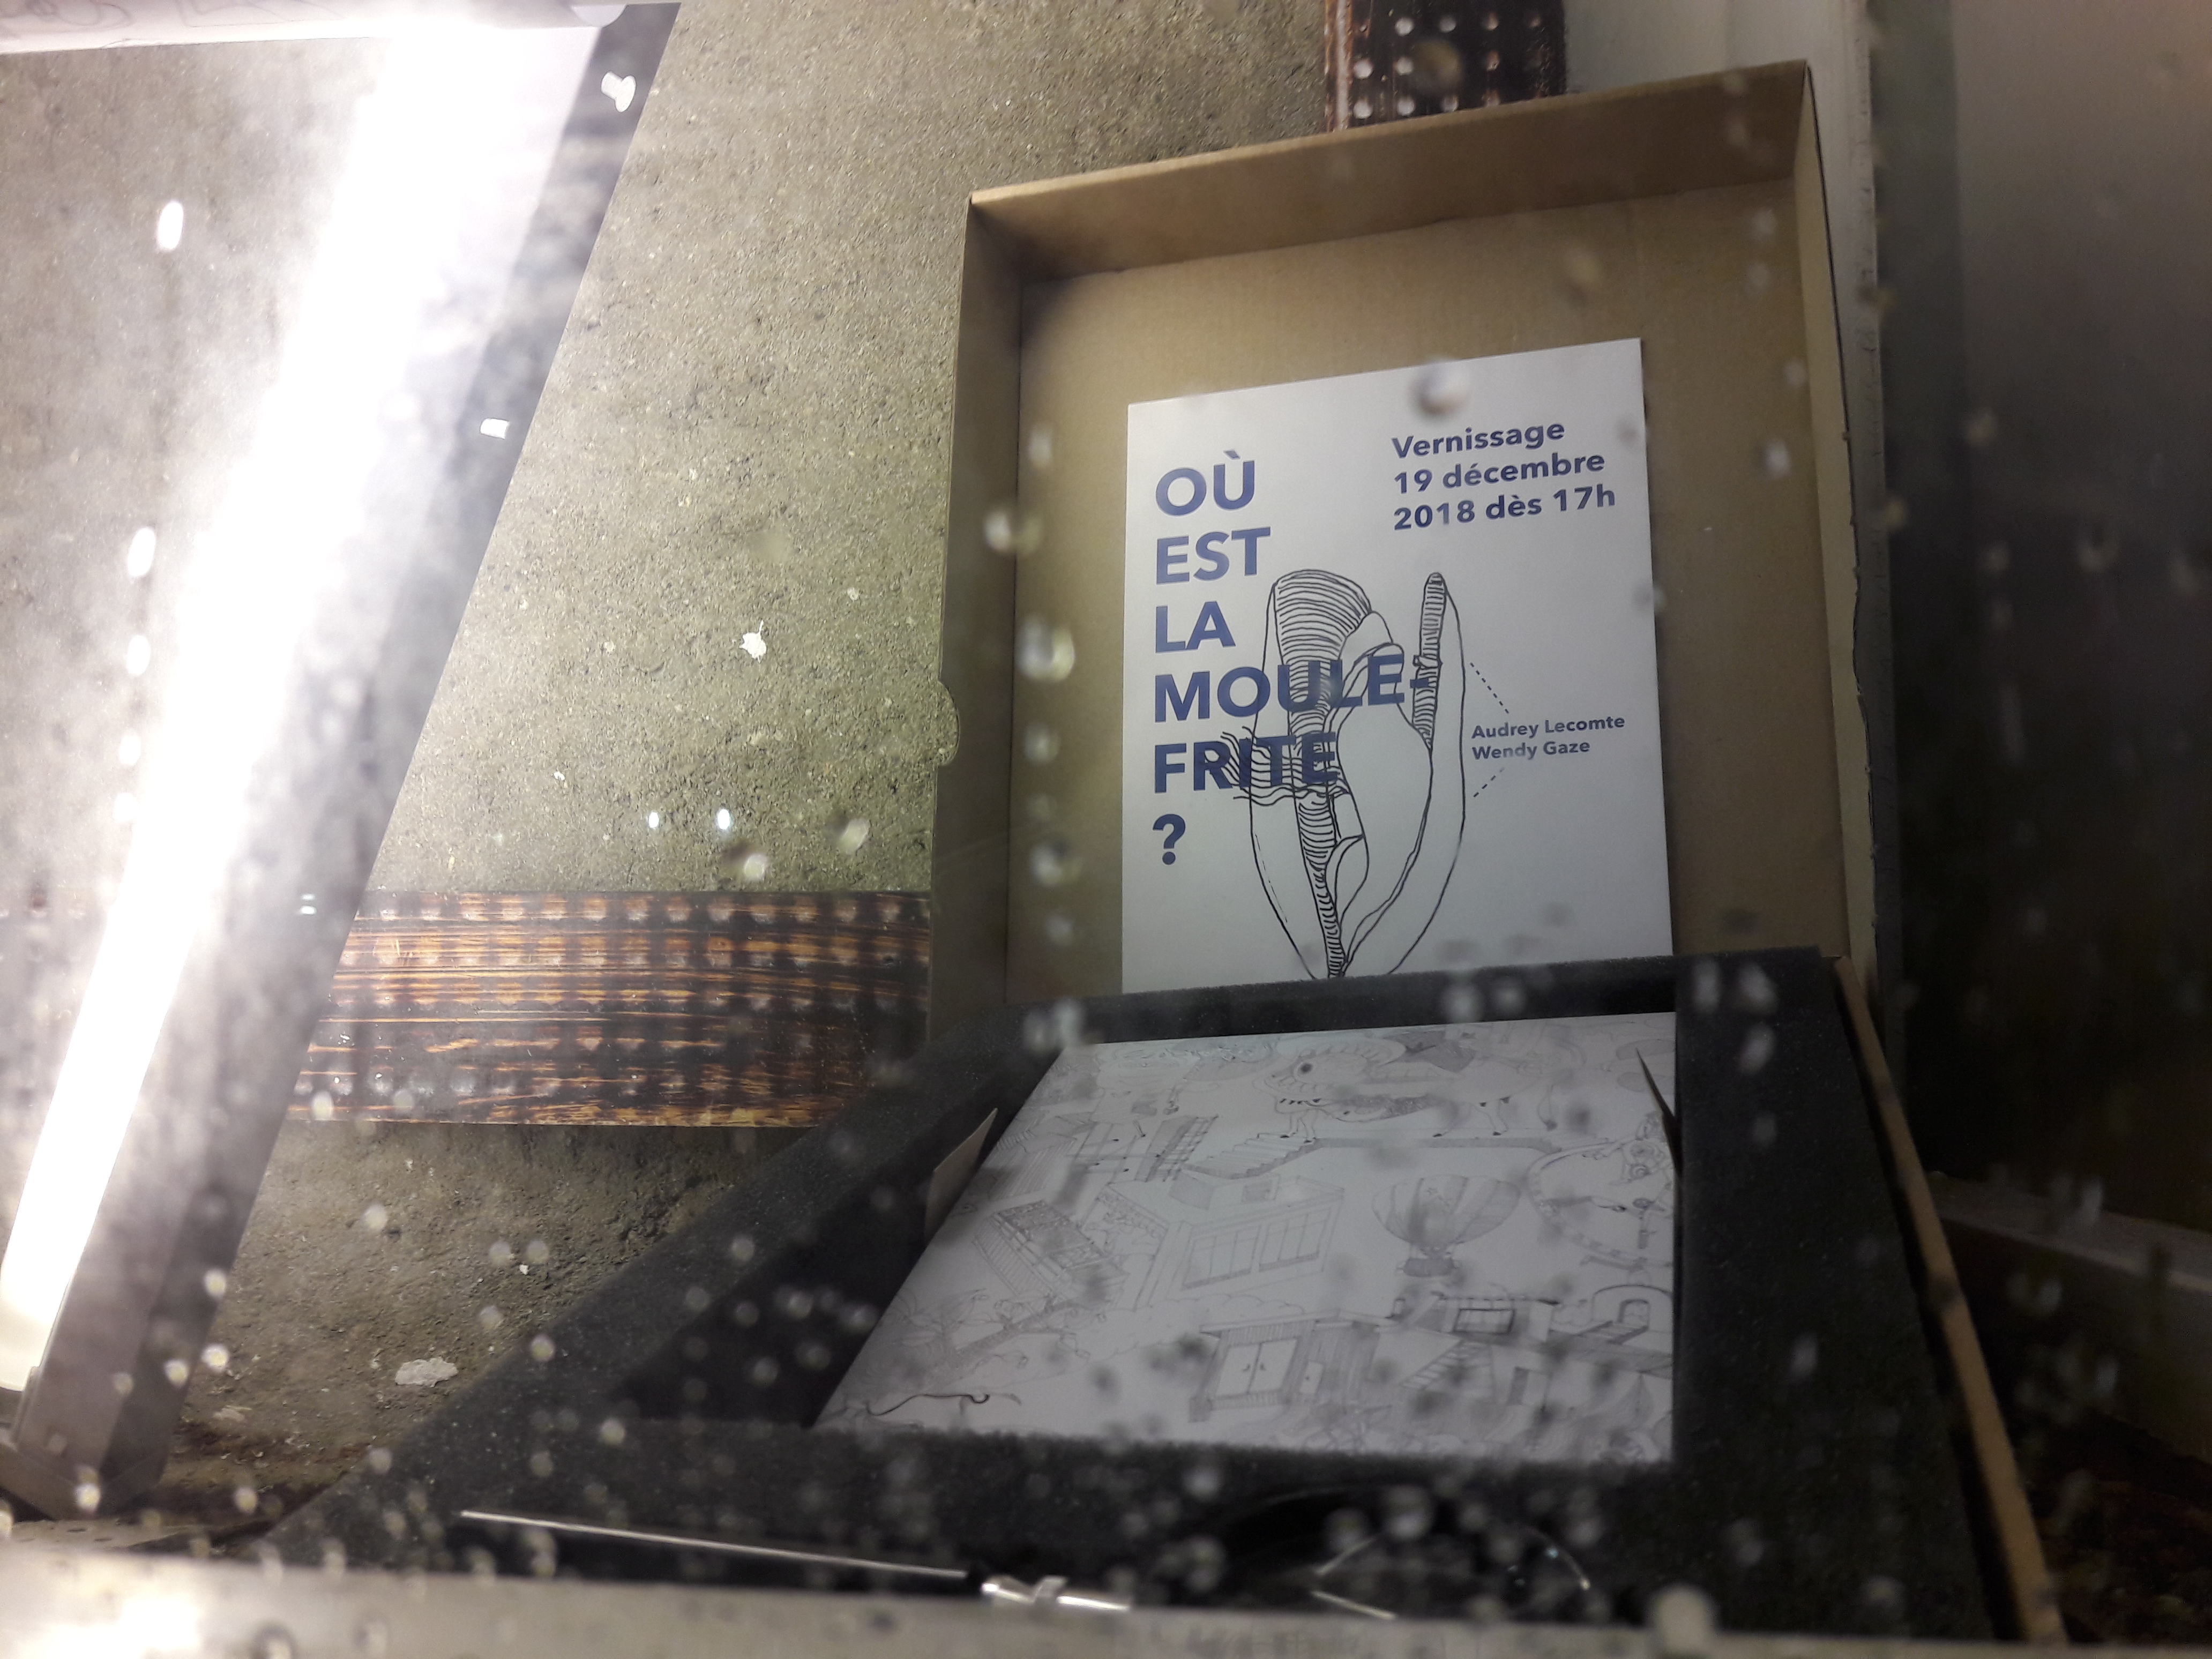 OÙ
EST
LA
MOULE-
FRITE
?
Vernissage
19 décembre
2018 dès 17h
Audrey Lecomte
Wendy Gaze